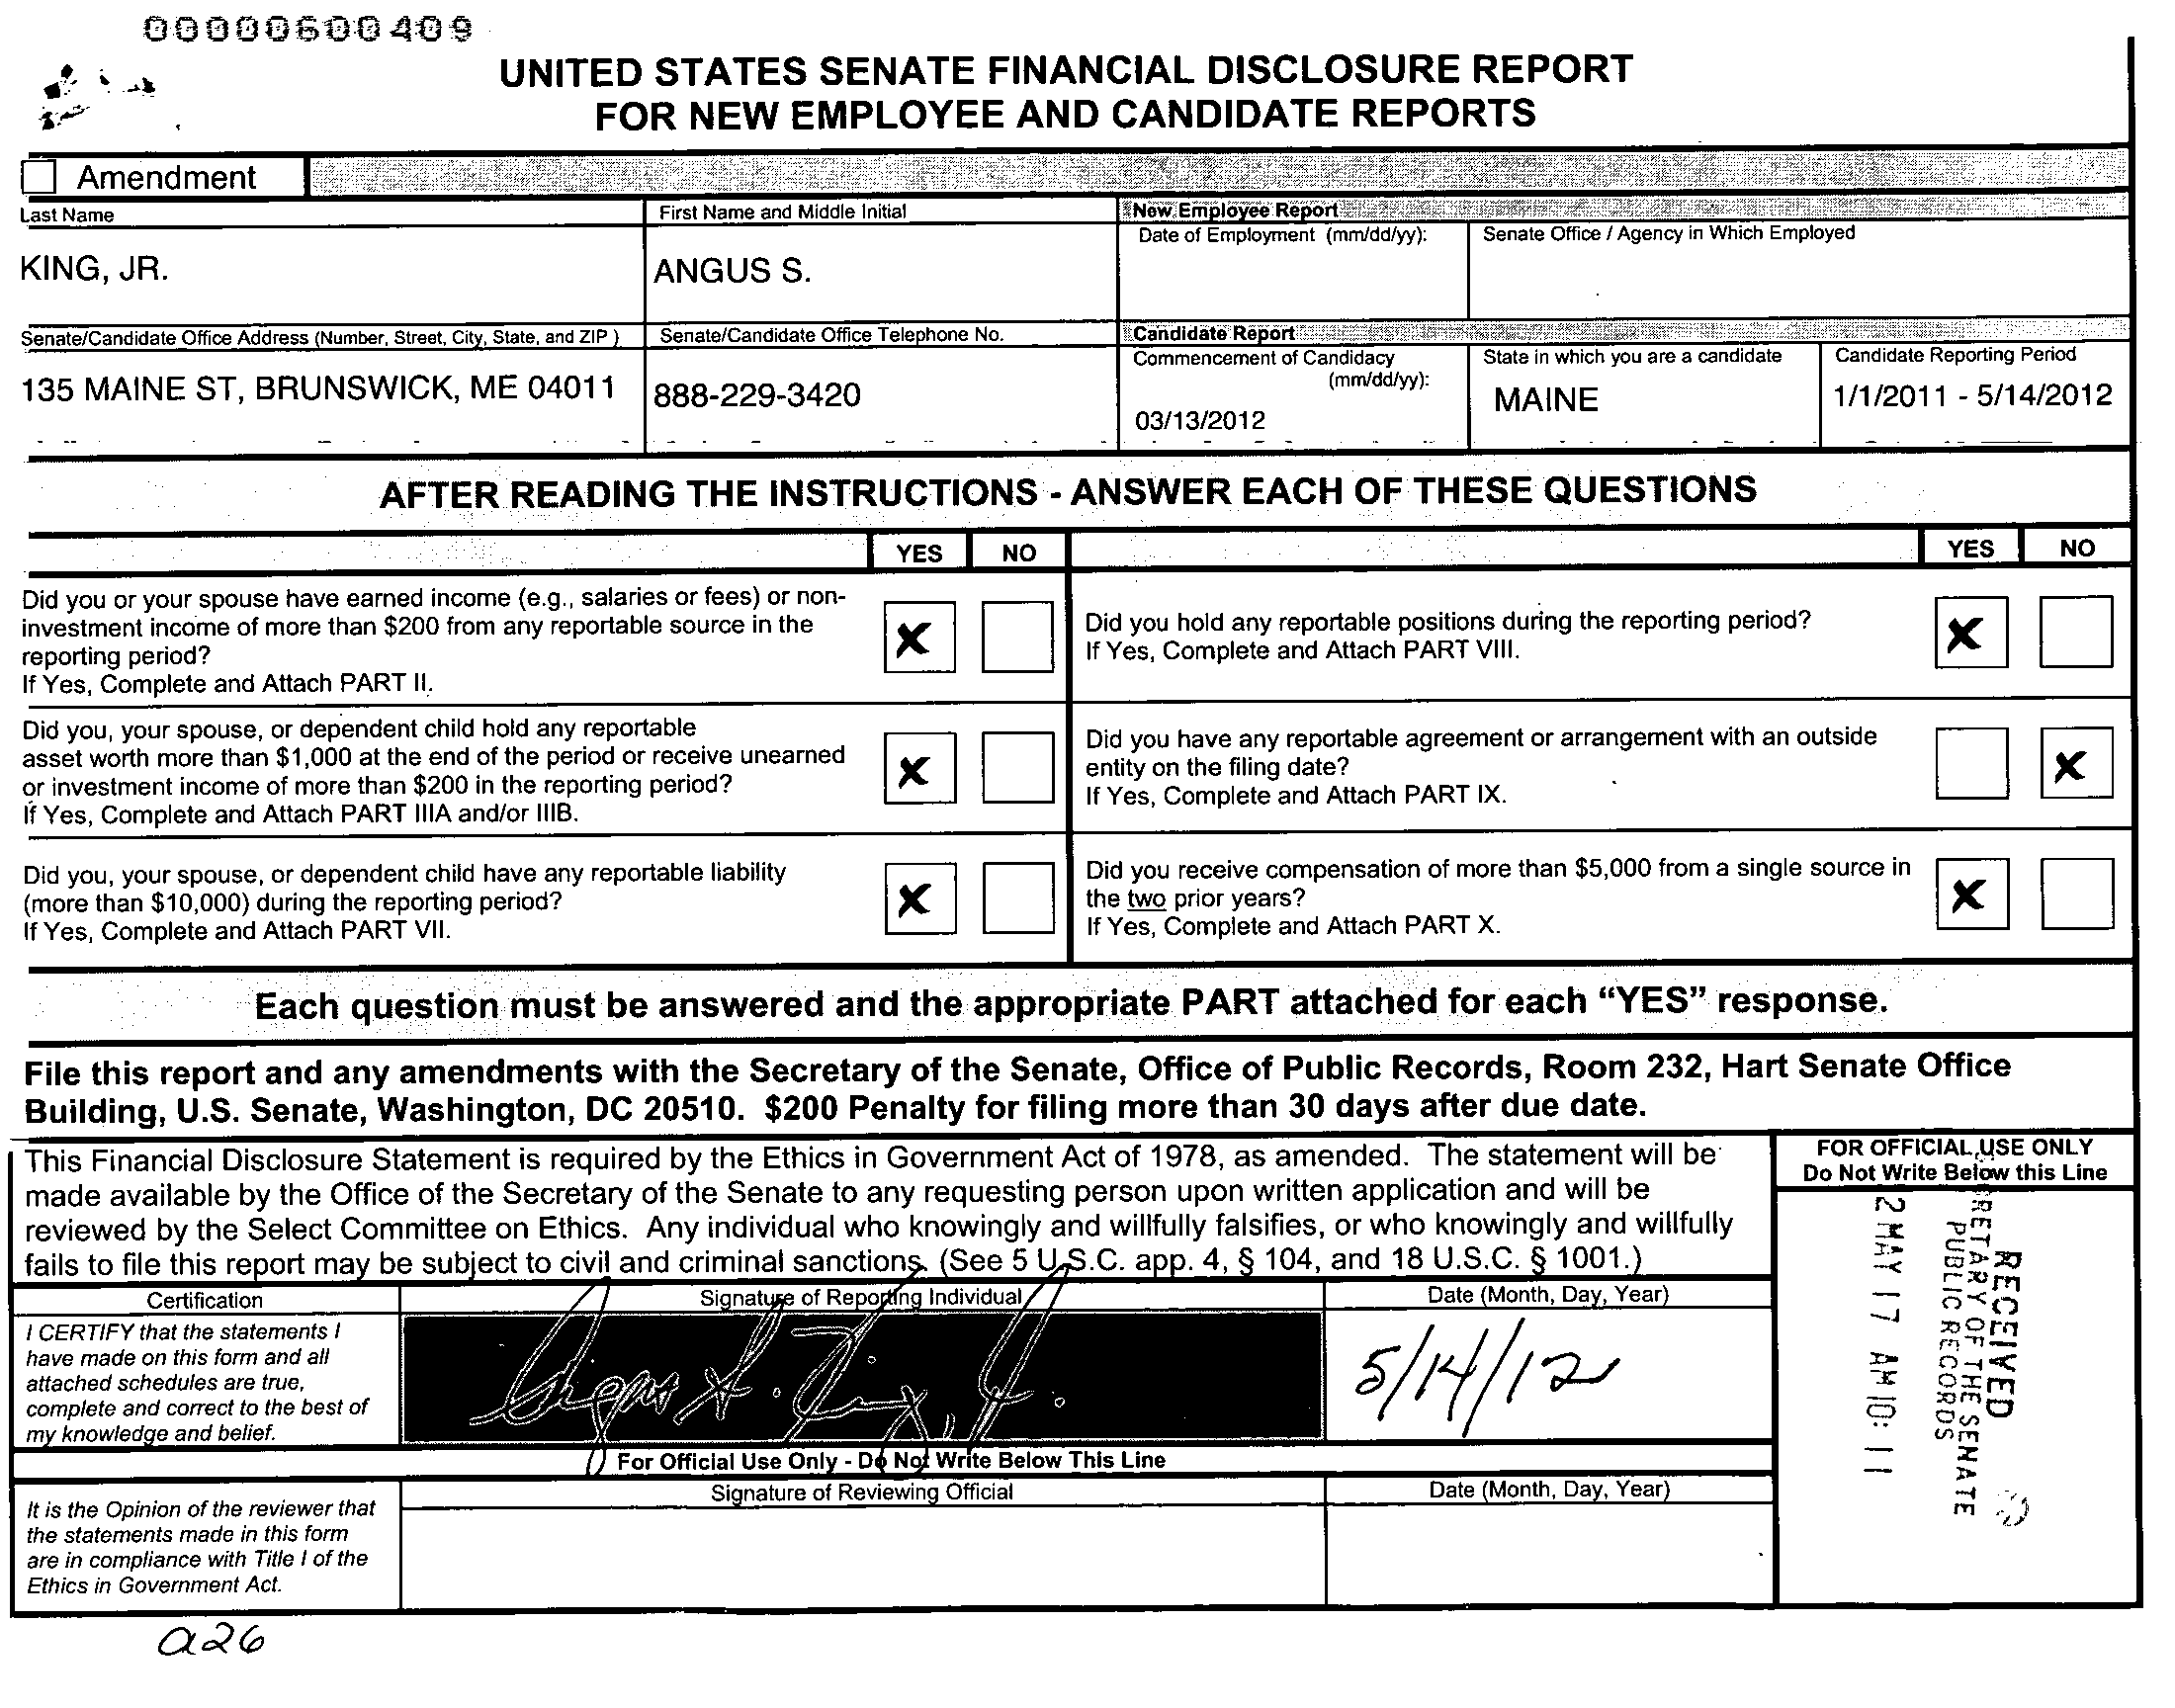 00000600409
UNITED STATES SENATE FINANCIAL DISCLOSURE REPORT
FOR NEW EMPLOYEE AND CANDIDATE REPORTS
Amendment
Last Name
First Name and Middle Initial
New Employee Report
Date of Employment (mm/dd/yy):
Senate Office / Agency in Which Employed
KING, JR.
ANGUS S.
Senate/Candidate Office Address (Number, Street, City, State, and ZIP )
Senate/Candidate Office Telephone No.
Candidate Report
Commencement of Candidacy
(mm/dd/yy):
State in which you are a candidate
Candidate Reporting Period
135 MAINE ST, BRUNSWICK, ME 04011
888-229-3420
03/13/2012
MAINE
1/1/2011 - 5/14/2012
AFTER READING THE INSTRUCTIONS - ANSWER EACH OF THESE QUESTIONS
YES NO
YES NO
Did you or your spouse have earned income (e.g., salaries or fees) or non-
investment income of more than $200 from any reportable source in the
reporting period?
If Yes, Complete and Attach PART II.
X
Did you hold any reportable positions during the reporting period?
If Yes, Complete and Attach PART VIII.
X
Did you, your spouse, or dependent child hold any reportable
asset worth more than $1,000 at the end of the period or receive unearned
or investment income of more than $200 in the reporting period?
If Yes, Complete and Attach PART IIIA and/or IIIB.
X
Did you have any reportable agreement or arrangement with an outside
entity on the filing date?
If Yes, Complete and Attach PART IX.
X
Did you, your spouse, or dependent child have any reportable liability
(more than $10,000) during the reporting period?
If Yes, Complete and Attach PART VII.
X
Did you receive compensation of more than $5,000 from a single source in
the two prior years?
If Yes, Complete and Attach PART X.
X
Each question must be answered and the appropriate PART attached for each “YES” response.
File this report and any amendments with the Secretary of the Senate, Office of Public Records, Room 232, Hart Senate Office
Building, U.S. Senate, Washington, DC 20510. $200 Penalty for filing more than 30 days after due date.
This Financial Disclosure Statement is required by the Ethics in Government Act of 1978, as amended. The statement will be
made available by the Office of the Secretary of the Senate to any requesting person upon written application and will be
reviewed by the Select Committee on Ethics. Any individual who knowingly and willfully falsifies, or who knowingly and willfully
fails to file this report may be subject to civil and criminal sanctions. (See 5 U.S.C. app. 4, § 104, and 18 U.S.C. § 1001.)
FOR OFFICIAL USE ONLY
Do Not Write Below this Line
RECEIVED
RETARY OF THE SENATE
PUBLIC RECORDS
2 MAY 17 AM 10: 11
Certification
Signature of Reporting Individual
Date (Month, Day, Year)
I CERTIFY that the statements I
have made on this form and all
attached schedules are true,
complete and correct to the best of
my knowledge and belief.
Angus S. King, Jr.
5/14/12
For Official Use Only - Do Not Write Below This Line
It is the Opinion of the reviewer that
the statements made in this form
are in compliance with Title I of the
Ethics in Government Act.
Signature of Reviewing Official
Date (Month, Day, Year)
a26